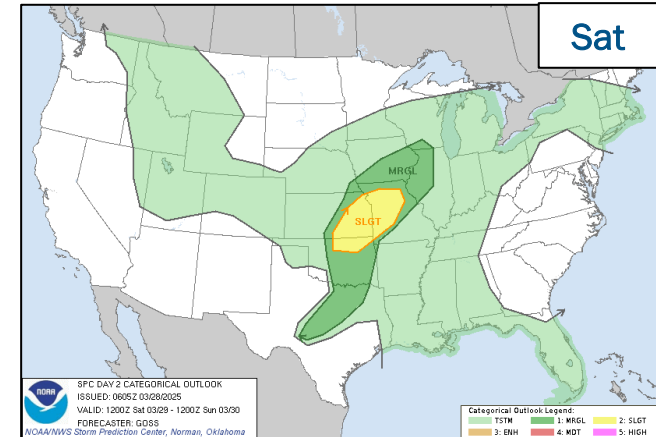 Sat
MRGL
SLGT
NOAA
SPC DAY 2 CATEGORICAL OUTLOOK
ISSUED: 0605Z 03/28/2025
VALID: 1200Z Sat 03/29 - 1200Z Sun 03/30
FORECASTER: GOSS
NOAA/NWS Storm Prediction Center, Norman, Oklahoma
Categorical Outlook Legend:
TSTM 1: MRGL 2: SLGT
3: ENH 4: MDT 5: HIGH